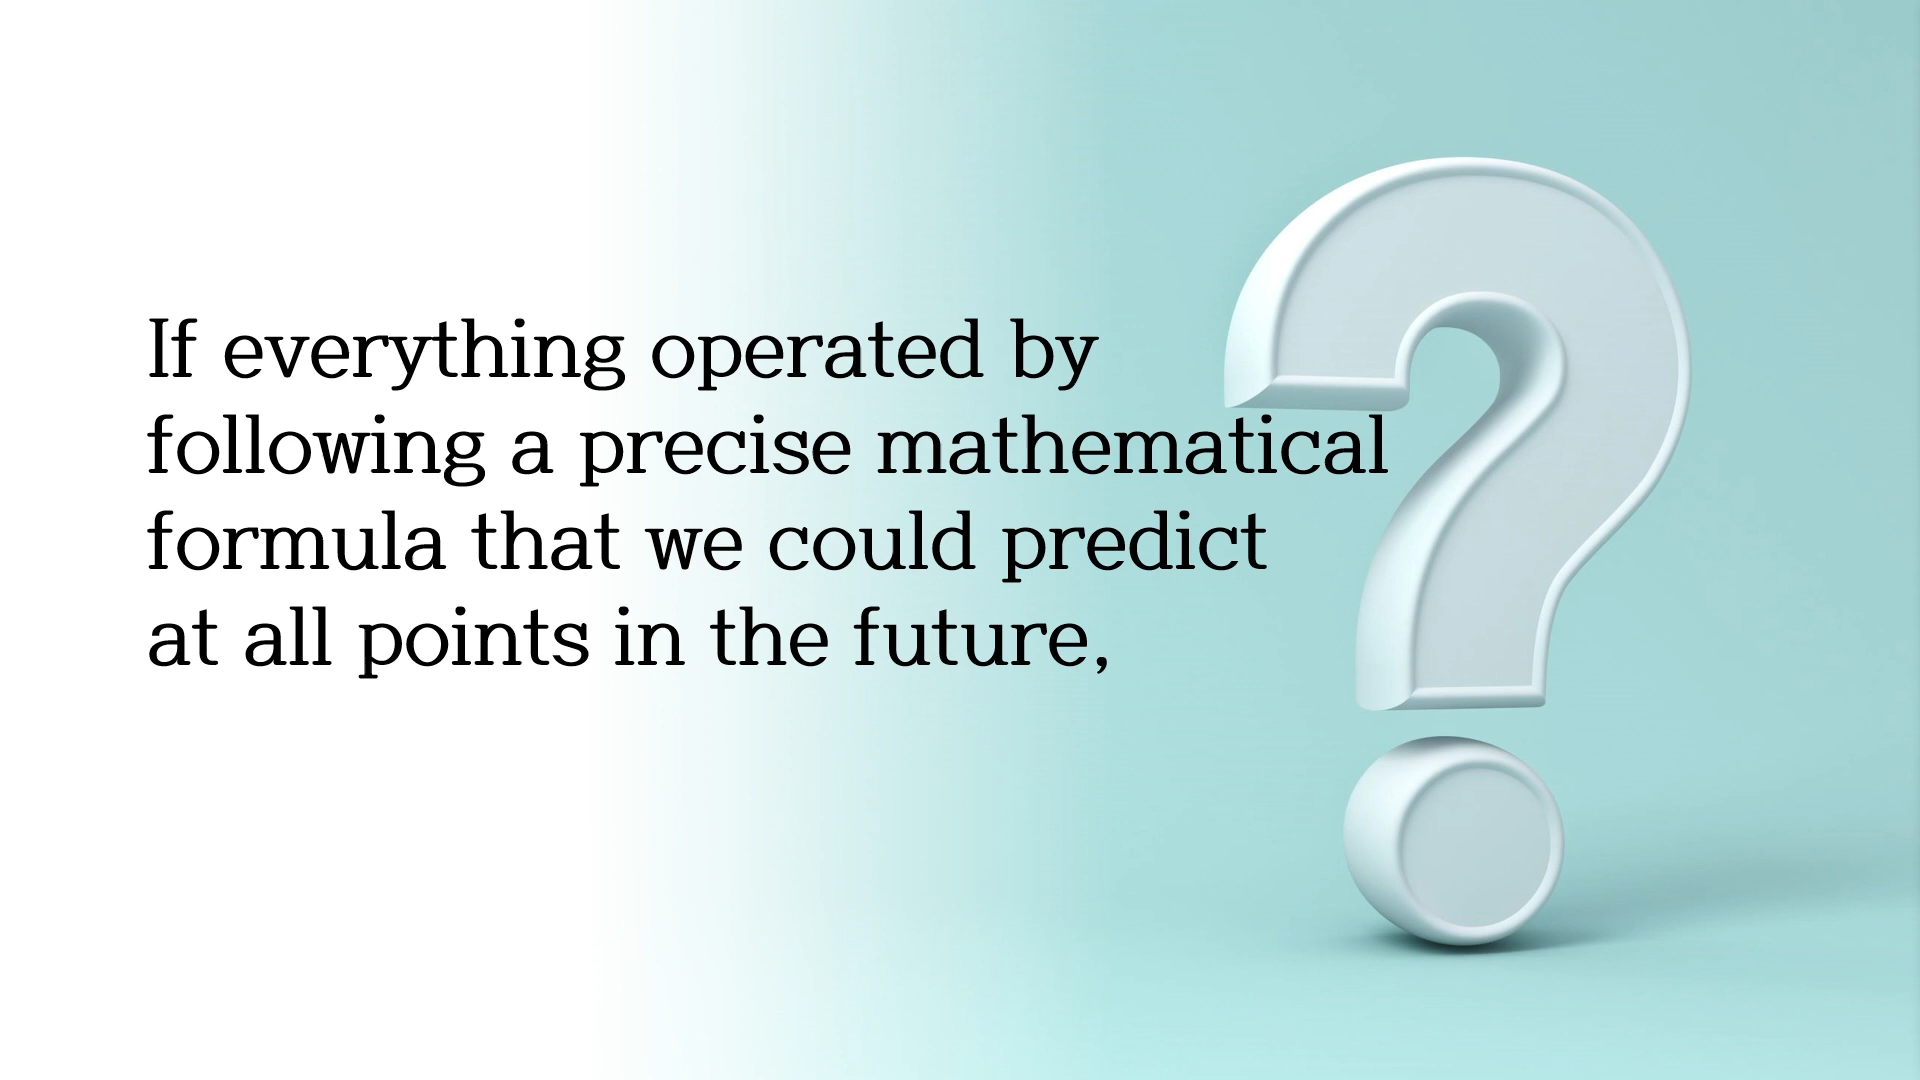 If everything operated by
following a precise mathematical
formula that we could predict
at all points in the future,